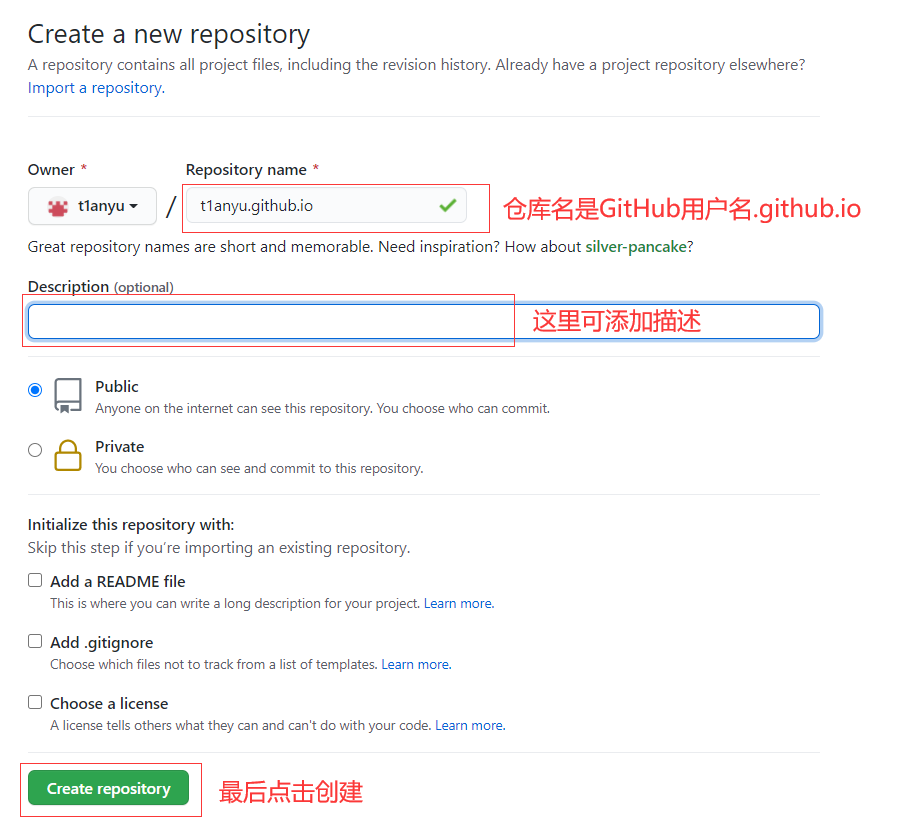 Create a new repository
A repository contains all project files, including the revision history. Already have a project repository elsewhere?
Import a repository.
Owner *
Repository name *
t1anyu
/
t1anyu.github.io
仓库名是GitHub用户名.github.io
Great repository names are short and memorable. Need inspiration? How about silver-pancake?
Description (optional)
这里可添加描述
Public
Anyone on the internet can see this repository. You choose who can commit.
Private
You choose who can see and commit to this repository.
Initialize this repository with:
Skip this step if you're importing an existing repository.
Add a README file
This is where you can write a long description for your project. Learn more.
Add .gitignore
Choose which files not to track from a list of templates. Learn more.
Choose a license
A license tells others what they can and can't do with your code. Learn more.
Create repository
最后点击创建